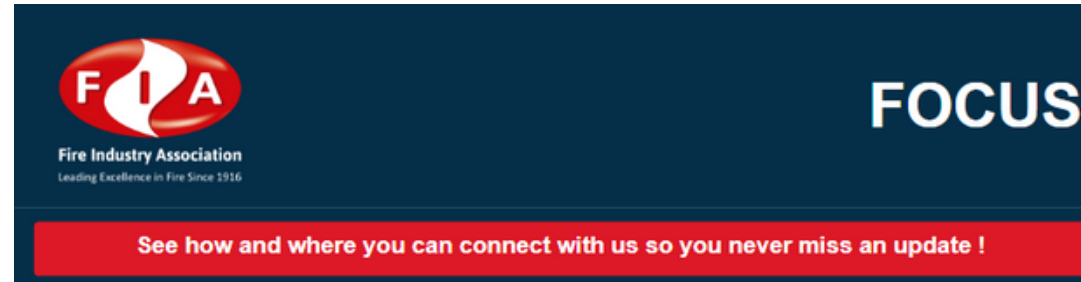 FIA
FOCUS
Fire Industry Association
Leading Excellence in Fire Since 1916
See how and where you can connect with us so you never miss an update !